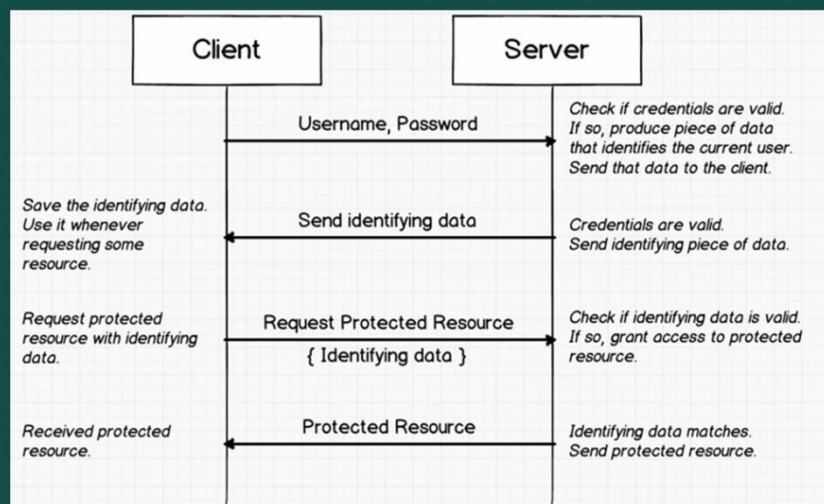 Client
Server
Username, Password
Check if credentials are valid.
If so, produce piece of data
that identifies the current user.
Send that data to the client.
Save the identifying data.
Use it whenever
requesting some
resource.
Send identifying data
Credentials are valid.
Send identifying piece of data.
Request protected
resource with identifying
data.
Request Protected Resource
{ Identifying data }
Check if identifying data is valid.
If so, grant access to protected
resource.
Received protected
resource.
Protected Resource
Identifying data matches.
Send protected resource.